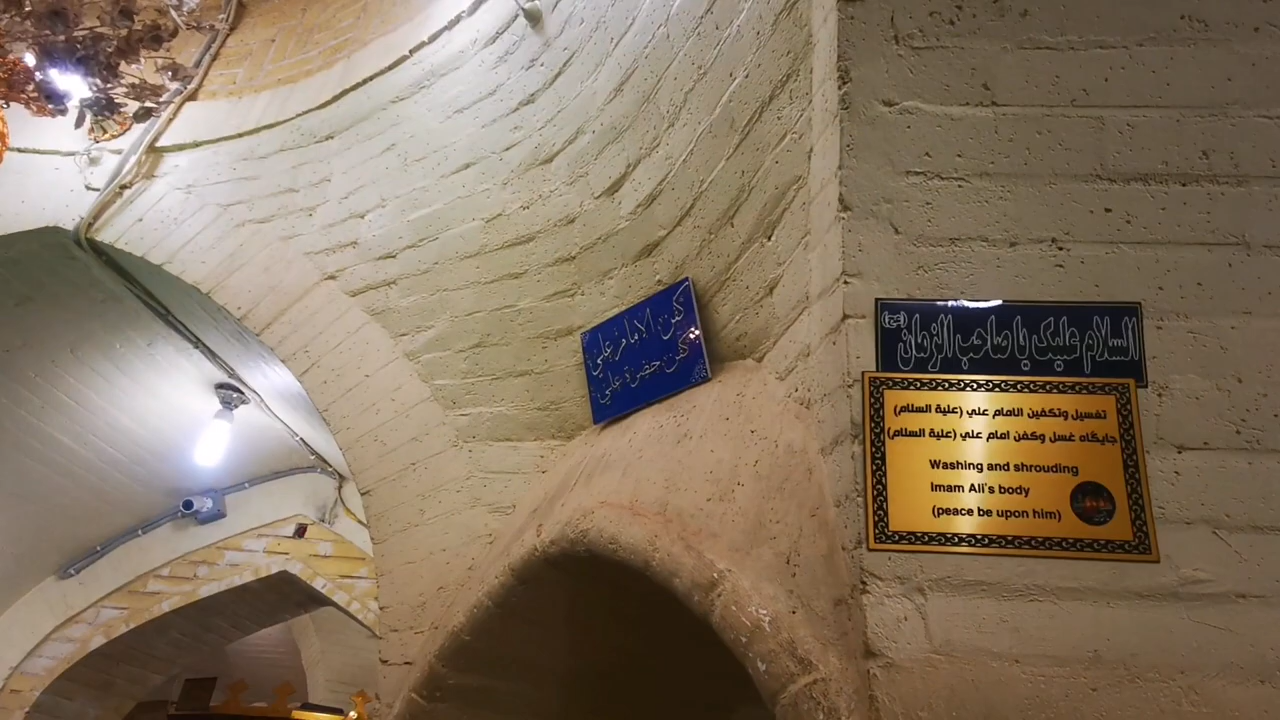 كفن الإمام علي
كفن حضرة علي
السلام عليك يا صاحب الزمان (عج)
تغسيل وتكفين الامام علي (علية السلام)
جايگاه غسل وكفن امام علي (علية السلام)
Washing and shrouding
Imam Ali's body
(peace be upon him)